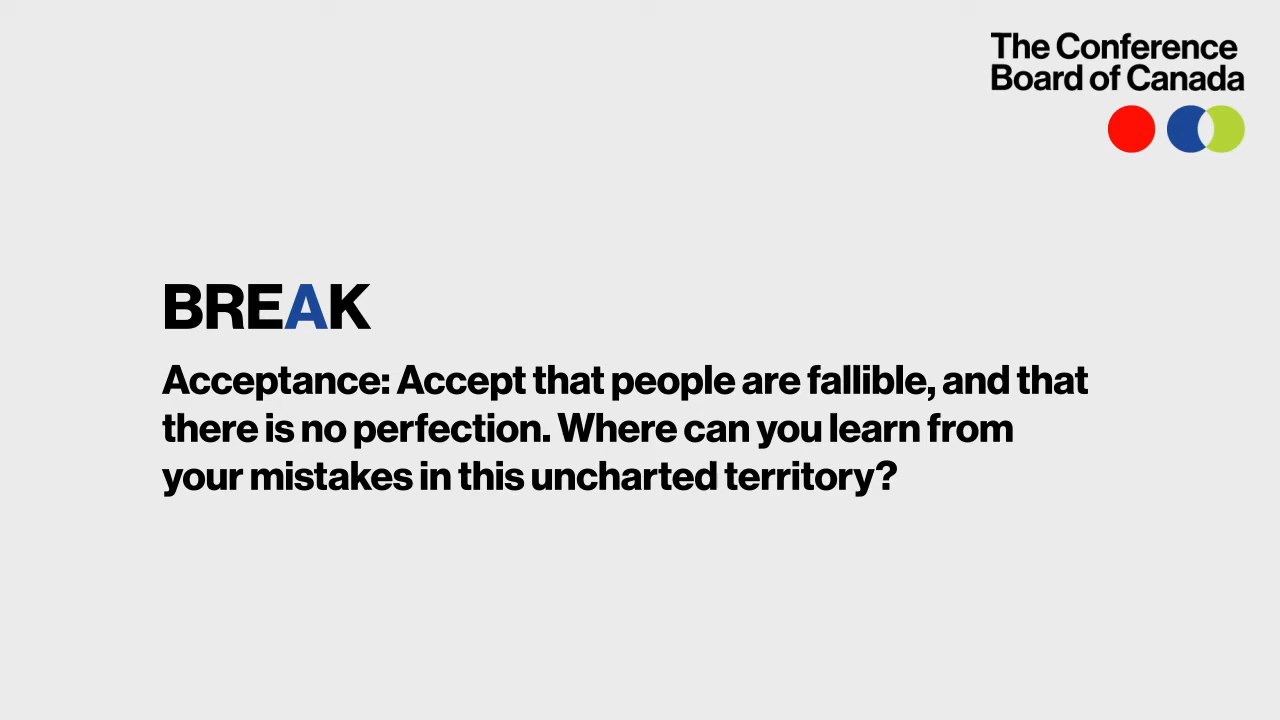 The Conference
Board of Canada
BREAK
Acceptance: Accept that people are fallible, and that
there is no perfection. Where can you learn from
your mistakes in this uncharted territory?